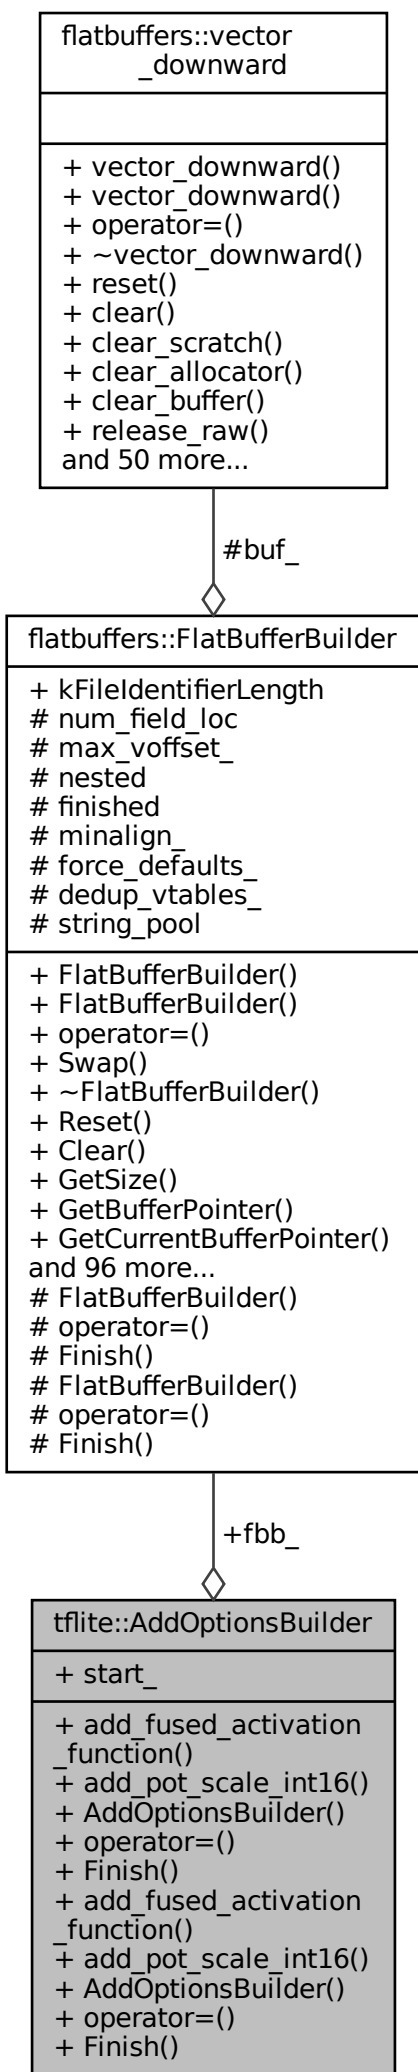 flatbuffers::vector
_downward
+ vector_downward()
+ vector_downward()
+ operator=()
+ ~vector_downward()
+ reset()
+ clear()
+ clear_scratch()
+ clear_allocator()
+ clear_buffer()
+ release_raw()
and 50 more...
#buf_
flatbuffers::FlatBufferBuilder
+ kFileIdentifierLength
# num_field_loc
# max_voffset_
# nested
# finished
# minalign_
# force_defaults_
# dedup_vtables_
# string_pool
+ FlatBufferBuilder()
+ FlatBufferBuilder()
+ operator=()
+ Swap()
+ ~FlatBufferBuilder()
+ Reset()
+ Clear()
+ GetSize()
+ GetBufferPointer()
+ GetCurrentBufferPointer()
and 96 more...
# FlatBufferBuilder()
# operator=()
# Finish()
# FlatBufferBuilder()
# operator=()
# Finish()
+fbb_
tflite::AddOptionsBuilder
+ start_
+ add_fused_activation
_function()
+ add_pot_scale_int16()
+ AddOptionsBuilder()
+ operator=()
+ Finish()
+ add_fused_activation
_function()
+ add_pot_scale_int16()
+ AddOptionsBuilder()
+ operator=()
+ Finish()